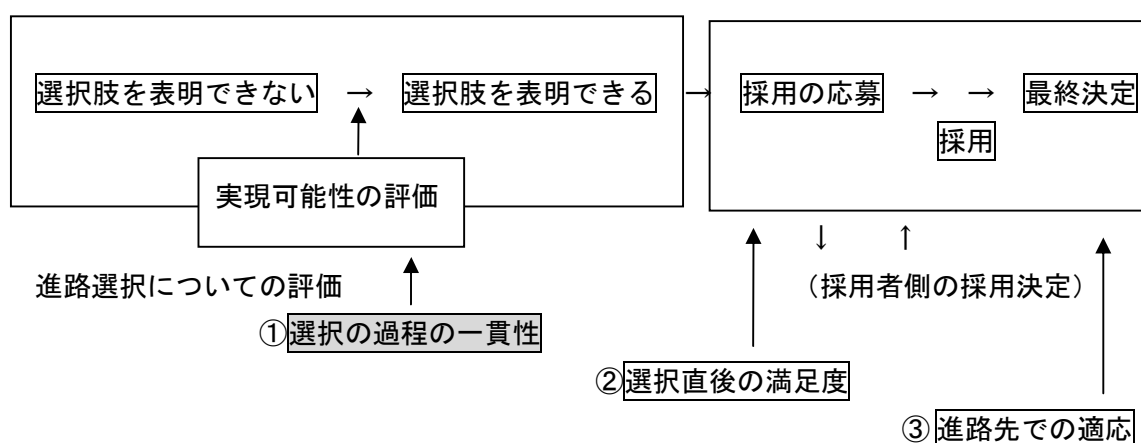 選択肢を表明できない → 選択肢を表明できる → 採用の応募 → → 最終決定
採用
実現可能性の評価
↓ ↑
進路選択についての評価
（採用者側の採用決定）
①選択の過程の一貫性
②選択直後の満足度
③進路先での適応